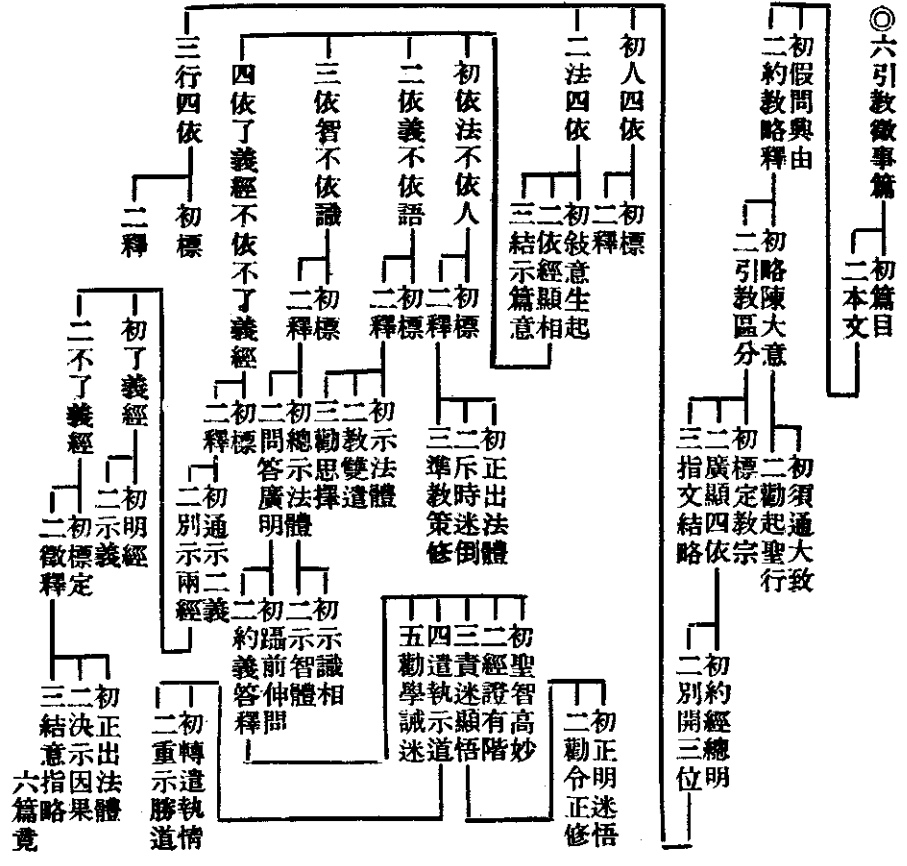 ◎六引教徵事篇
初篇目
二本文
初假問興由
二約教略釋
初略陳大意
二引教區分
初須通大致
二勸起聖行
初標定教宗
二廣顯四依
三指文結略
初約經總明
二別開三位
初人四依
二法四依
三行四依
初標
二釋
初敍意生起
二依經顯相
三結示篇意
初依法不依人
二依義不依語
三依智不依識
四依了義經不依不了義經
初標
二釋
初正出法體
二斥時迷倒
三準教策修
初標
二釋
初示法體
二教雙遣
三勸思擇
初標
二釋
初總示法體
二問答廣明
初示識相
二示智體
初躡前伸問
二約義答釋
初聖智高妙
二經證有階
三責迷顯悟
四遣執示道
五勸學誡迷
初正明迷悟
二勸令正修
初轉遣執情
二重示勝道
初標
二釋
初通示二義
二別示兩經
初了義經
二不了義經
初明經
二示義
初標定
二徵釋
初正出法體
二決示因果
三結意指略
初標
二釋
六篇竟